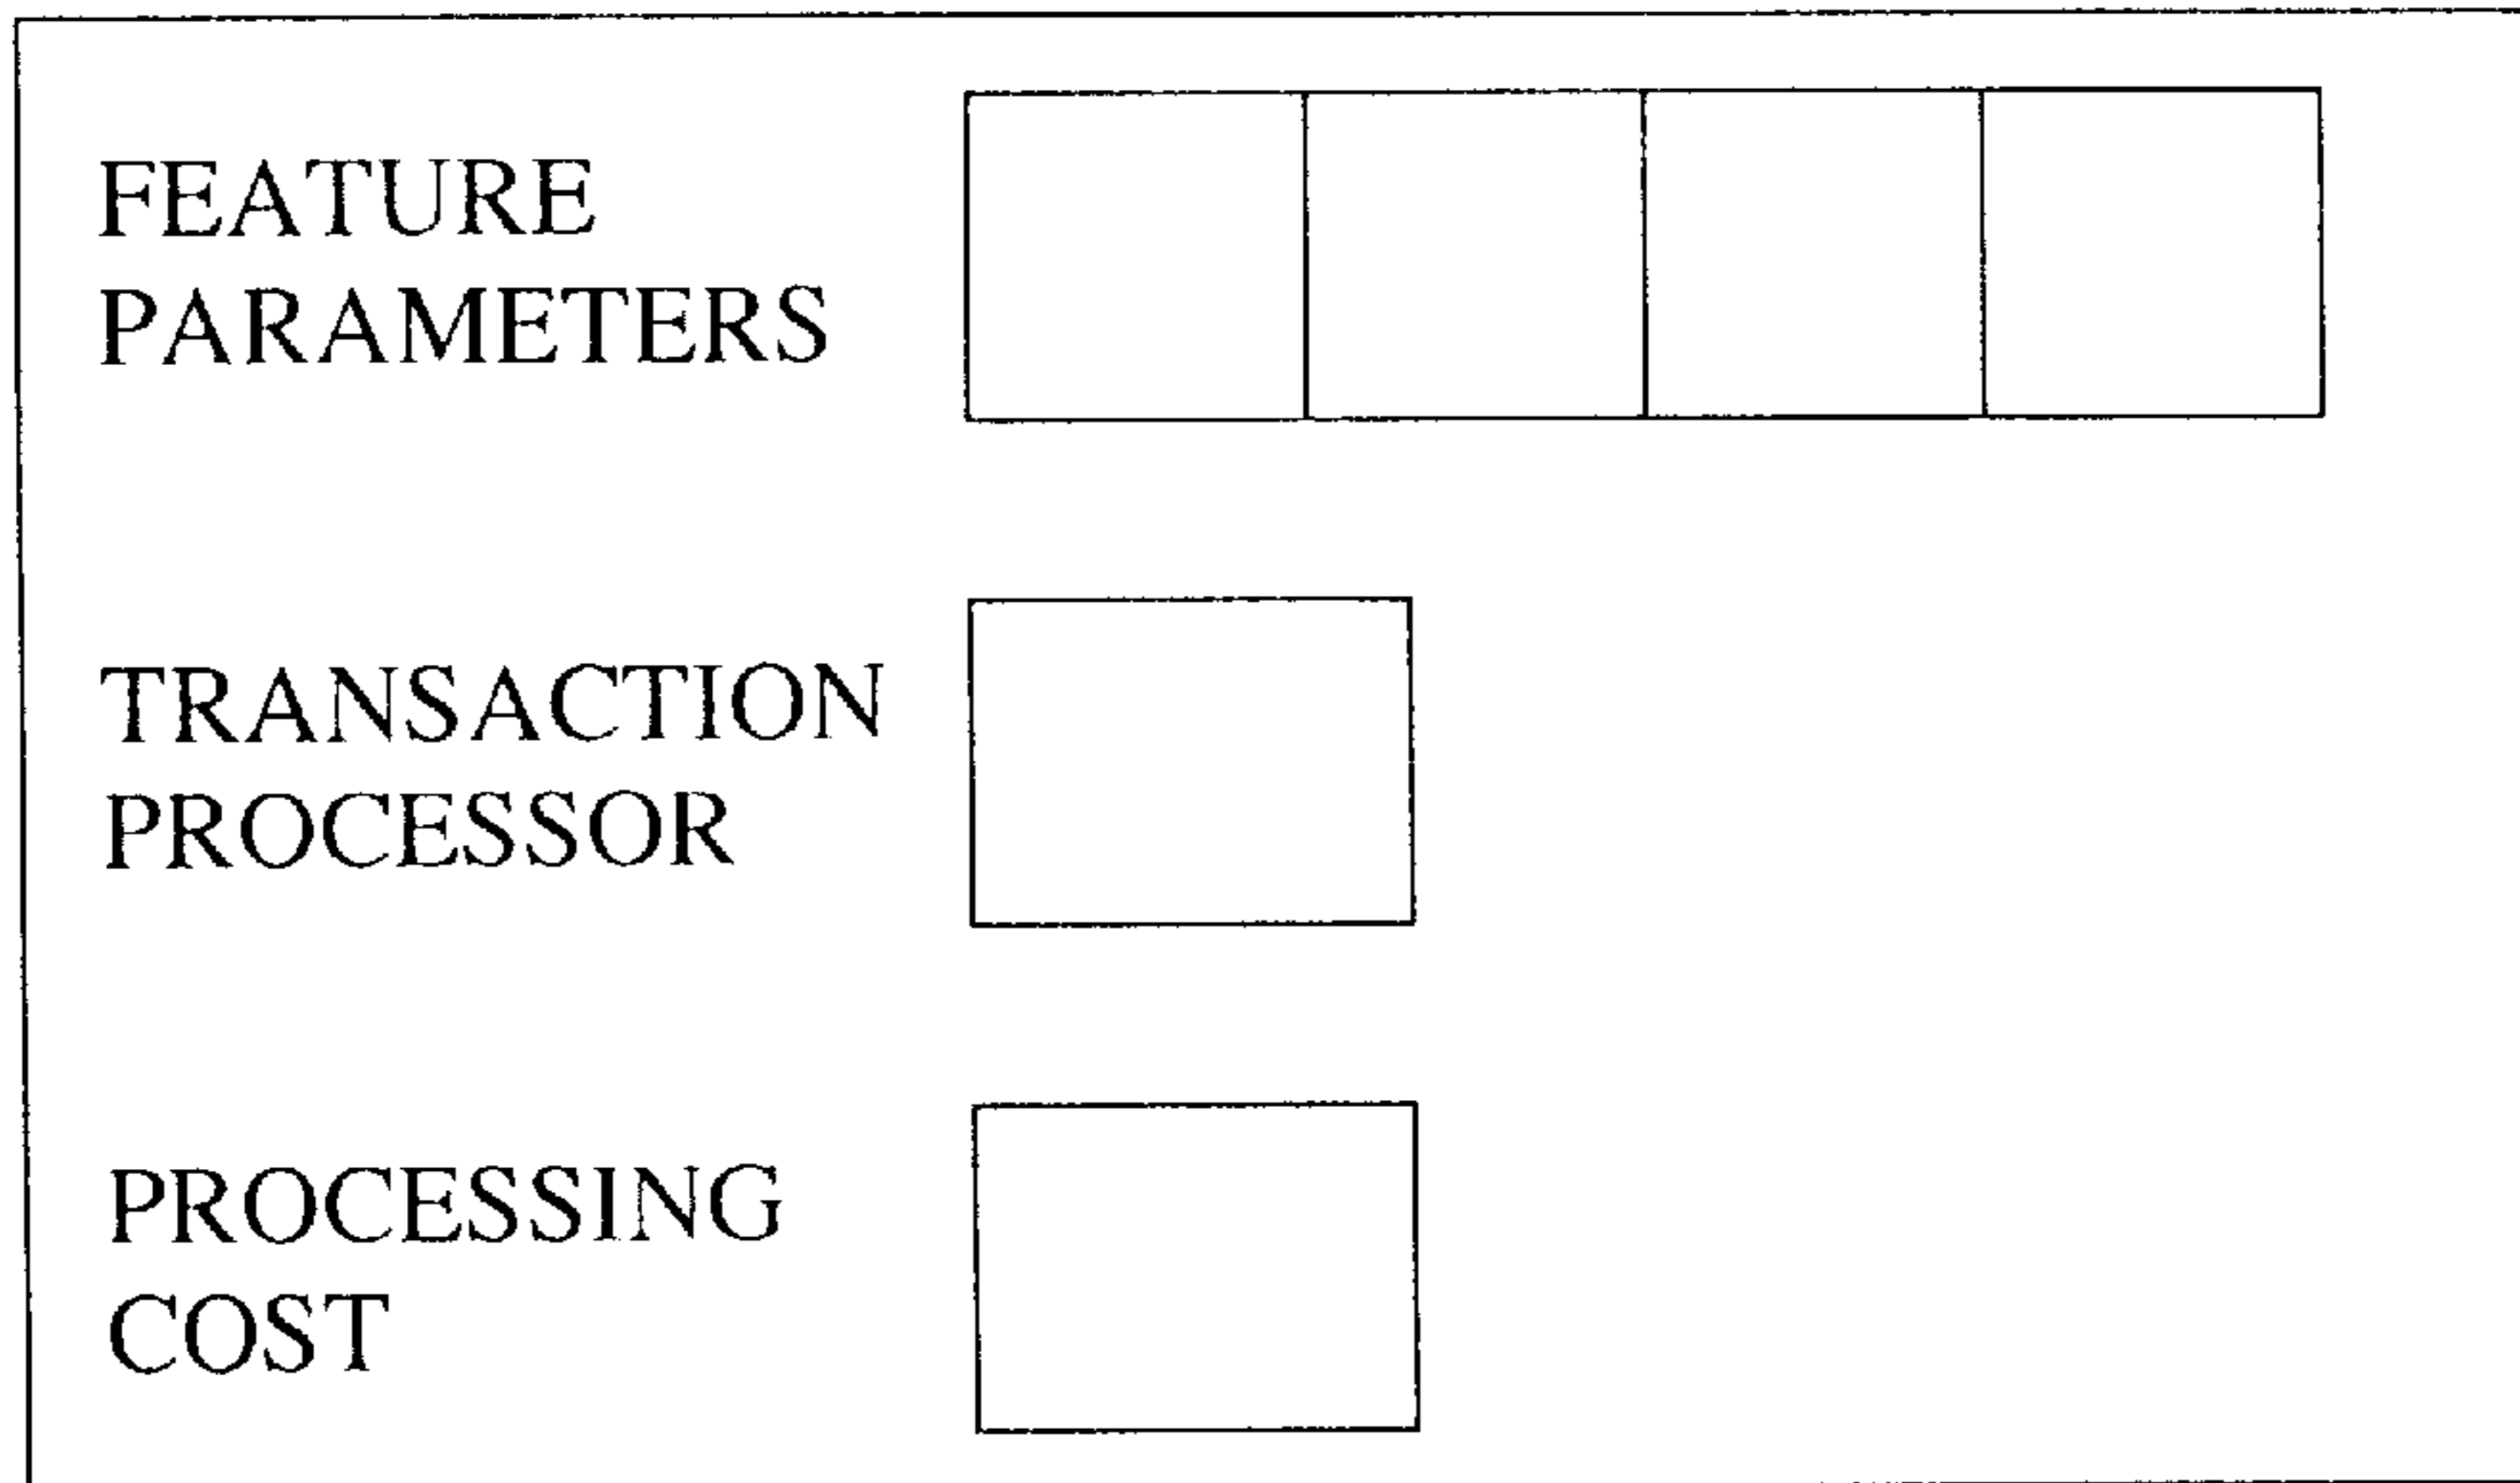 FEATURE
PARAMETERS
TRANSACTION
PROCESSOR
PROCESSING
COST